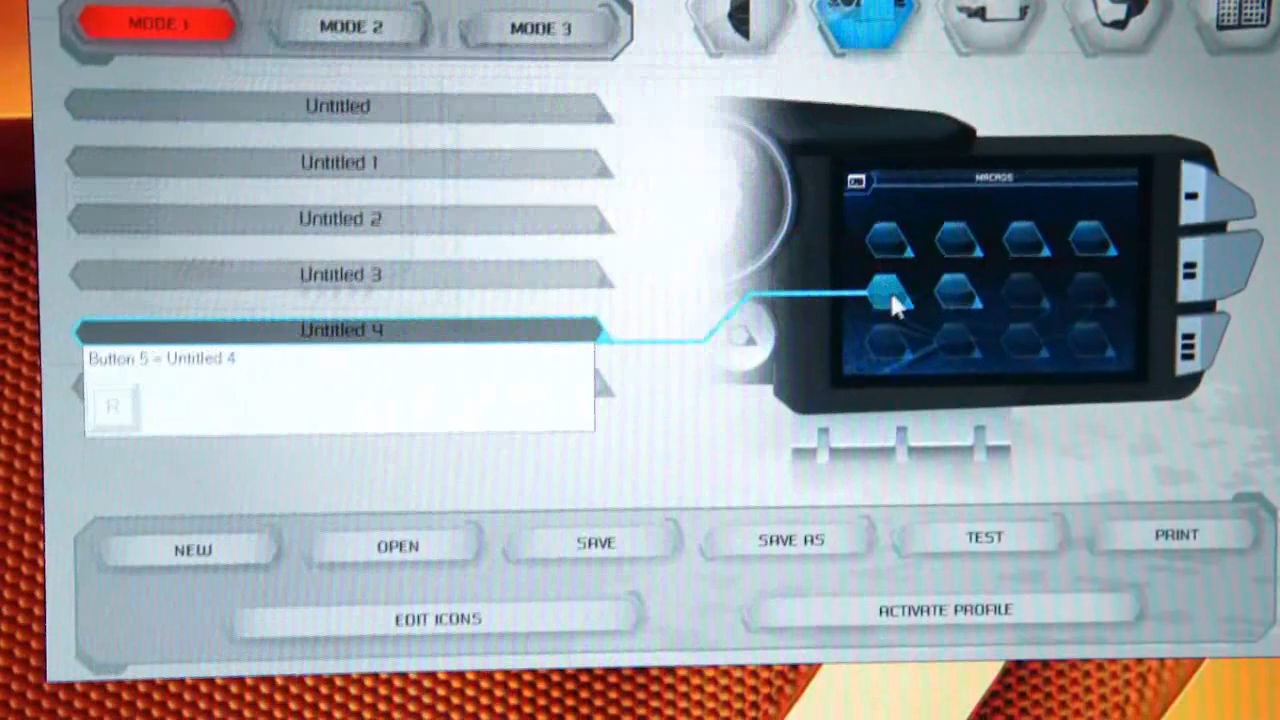 MODE 1
MODE 2
MODE 3
Untitled
Untitled 1
Untitled 2
Untitled 3
Untitled 4
Button 5 = Untitled 4
R
MACROS
NEW
OPEN
SAVE
SAVE AS
TEST
PRINT
EDIT ICONS
ACTIVATE PROFILE